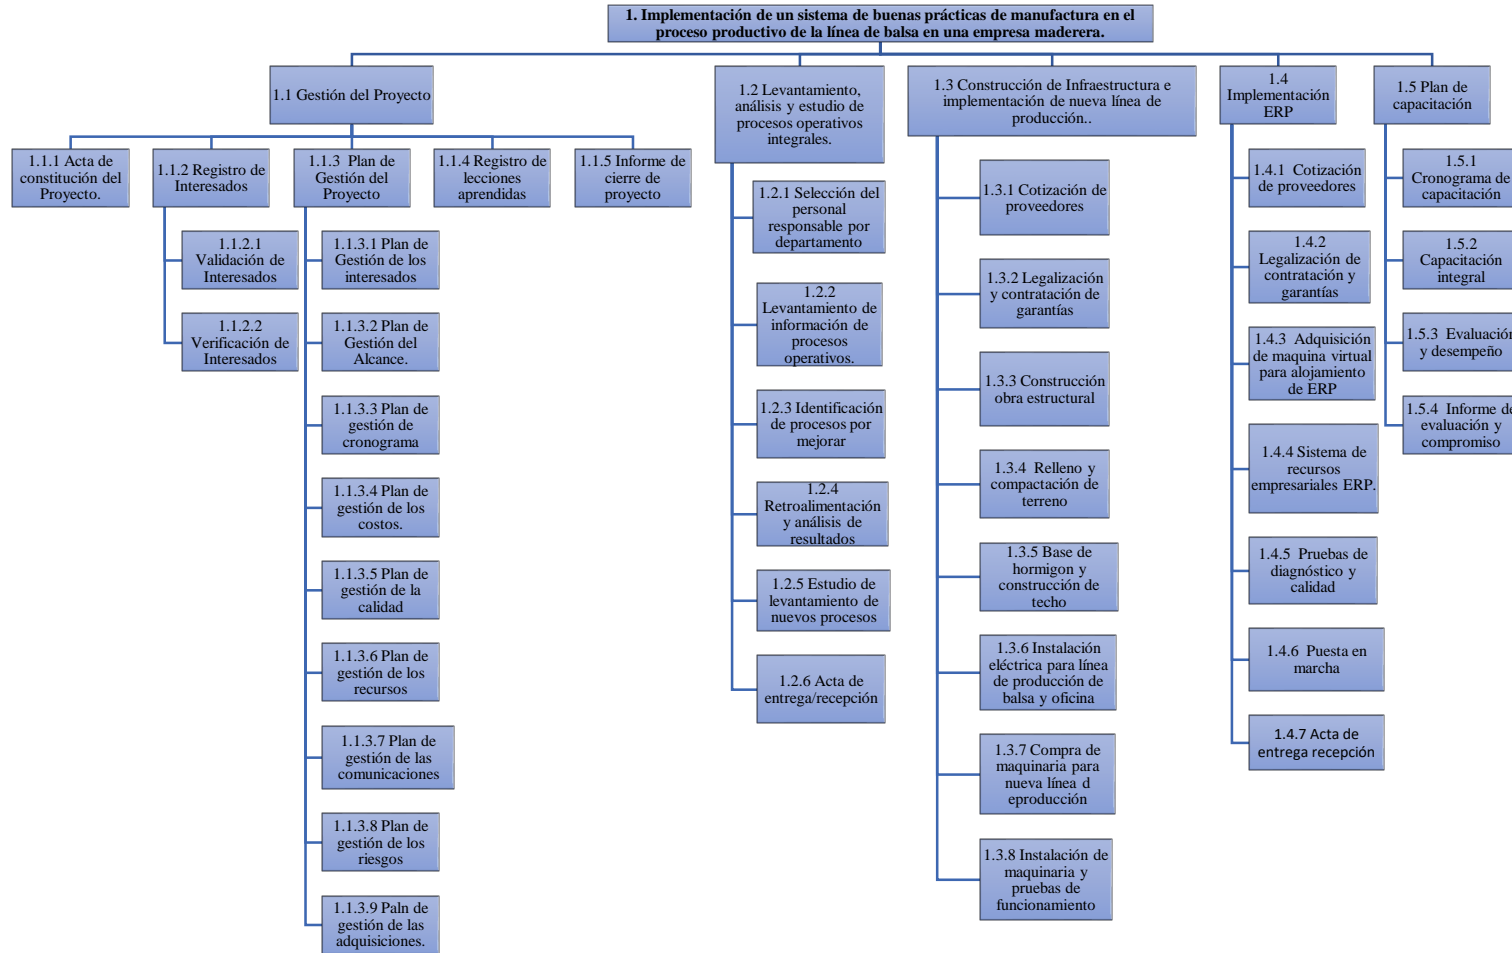 1. Implementación de un sistema de buenas prácticas de manufactura en el
proceso productivo de la línea de balsa en una empresa maderera.
1.1 Gestión del Proyecto
1.1.1 Acta de
constitución del
Proyecto.
1.1.2 Registro de
Interesados
1.1.2.1
Validación de
Interesados
1.1.2.2
Verificación de
Interesados
1.1.3 Plan de
Gestión del
Proyecto
1.1.3.1 Plan de
Gestión de los
interesados
1.1.3.2 Plan de
Gestión del
Alcance.
1.1.3.3 Plan de
gestión de
cronograma
1.1.3.4 Plan de
gestión de los
costos.
1.1.3.5 Plan de
gestión de la
calidad
1.1.3.6 Plan de
gestión de los
recursos
1.1.3.7 Plan de
gestión de las
comunicaciones
1.1.3.8 Plan de
gestión de los
riesgos
1.1.3.9 Paln de
gestión de las
adquisiciones.
1.1.4 Registro de
lecciones
aprendidas
1.1.5 Informe de
cierre de
proyecto
1.2 Levantamiento,
análisis y estudio de
procesos operativos
integrales.
1.2.1 Selección del
personal
responsable por
departamento
1.2.2
Levantamiento de
información de
procesos
operativos.
1.2.3 Identificación
de procesos por
mejorar
1.2.4
Retroalimentación
y análisis de
resultados
1.2.5 Estudio de
levantamiento de
nuevos procesos
1.2.6 Acta de
entrega/recepción
1.3 Construcción de Infraestructura e
implementación de nueva línea de
producción..
1.3.1 Cotización de
proveedores
1.3.2 Legalización
y contratación de
garantías
1.3.3 Construcción
obra estructural
1.3.4 Relleno y
compactación de
terreno
1.3.5 Base de
hormigon y
construcción de
techo
1.3.6 Instalación
eléctrica para línea
de producción de
balsa y oficina
1.3.7 Compra de
maquinaria para
nueva línea d
eproducción
1.3.8 Instalación de
maquinaria y
pruebas de
funcionamiento
1.4
Implementación
ERP
1.4.1 Cotización
de proveedores
1.4.2
Legalización de
contratación y
garantías
1.4.3 Adquisición
de maquina virtual
para alojamiento
de ERP
1.4.4 Sistema de
recursos
empresariales ERP.
1.4.5 Pruebas de
diagnóstico y
calidad
1.4.6 Puesta en
marcha
1.4.7 Acta de
entrega recepción
1.5 Plan de
capacitación
1.5.1
Cronograma de
capacitación
1.5.2
Capacitación
integral
1.5.3 Evaluación
y desempeño
1.5.4 Informe de
evaluación y
compromiso